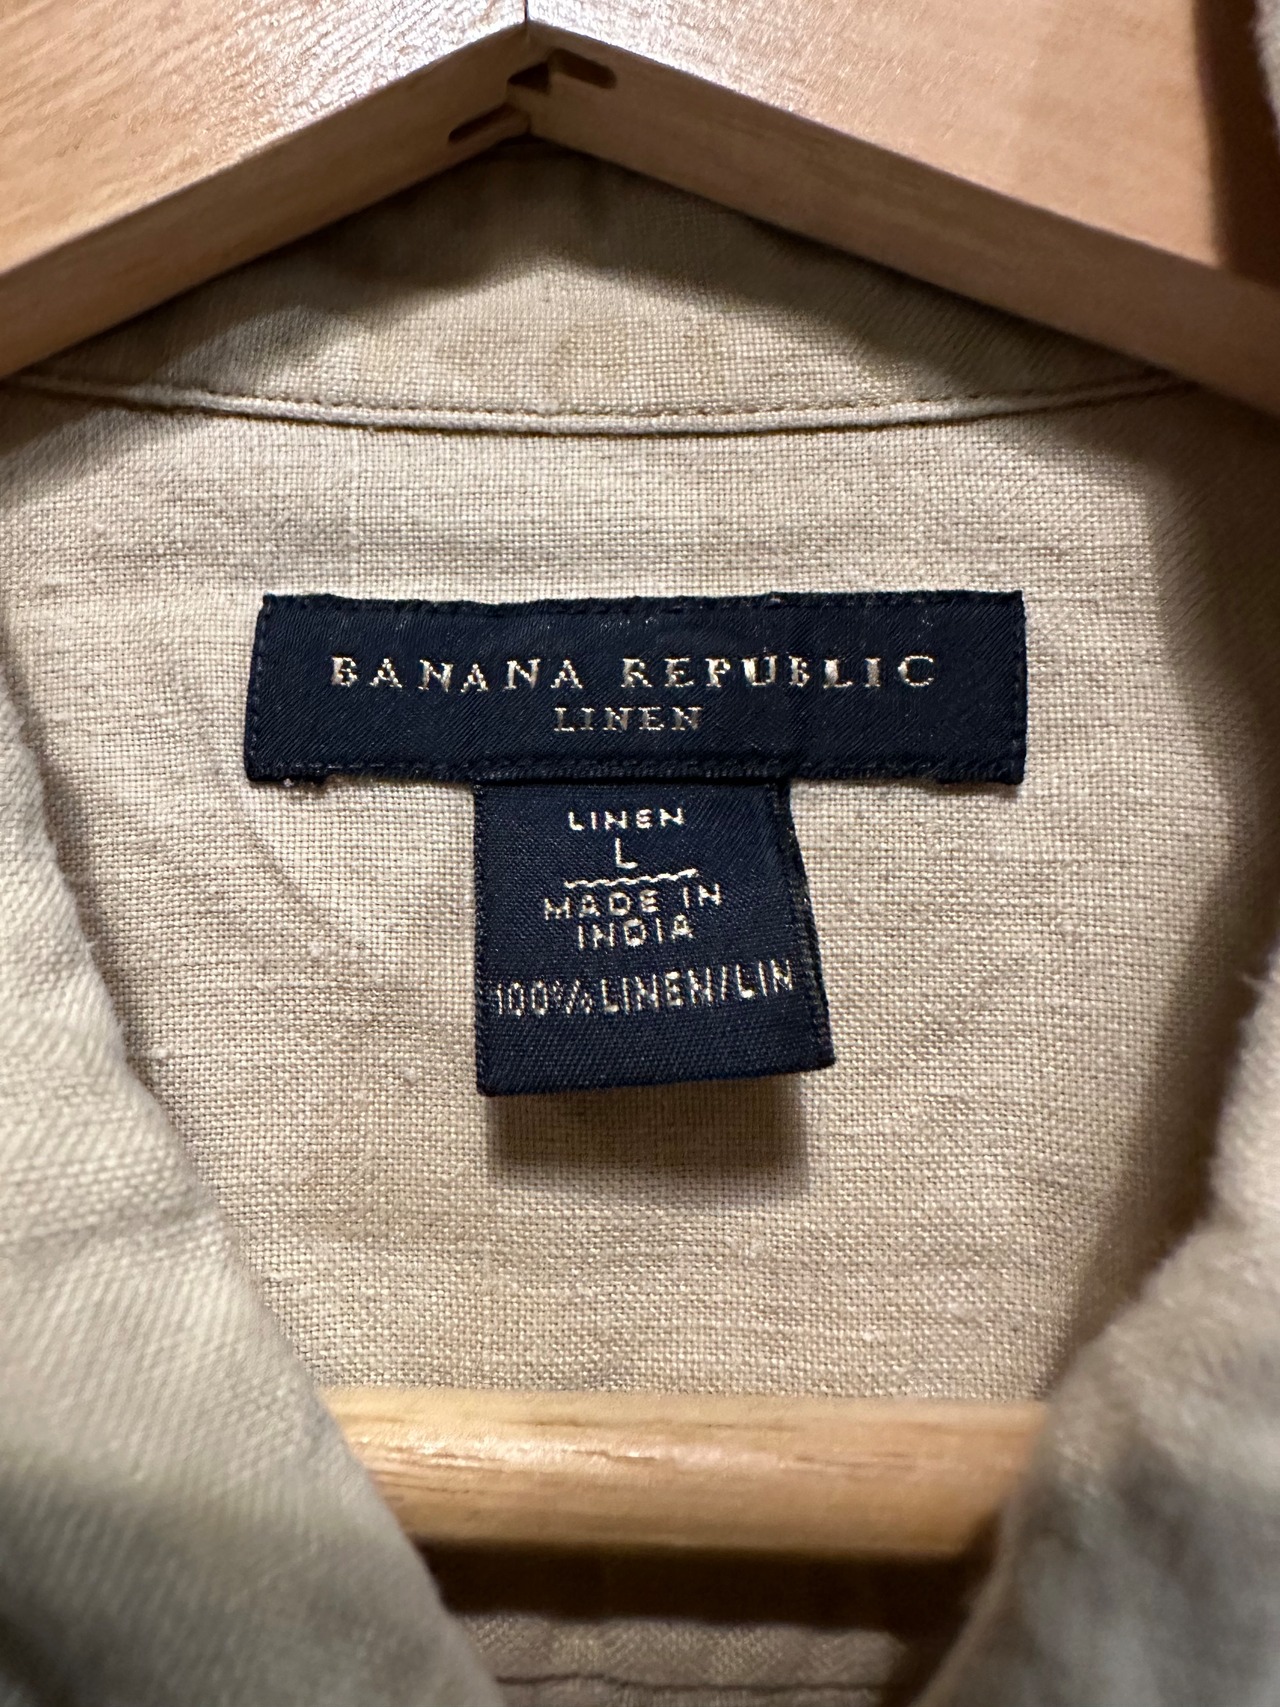 BANANA REPUBLIC
LINEN
LINEN
L
MADE IN
INDIA
100% LINEN/LIN